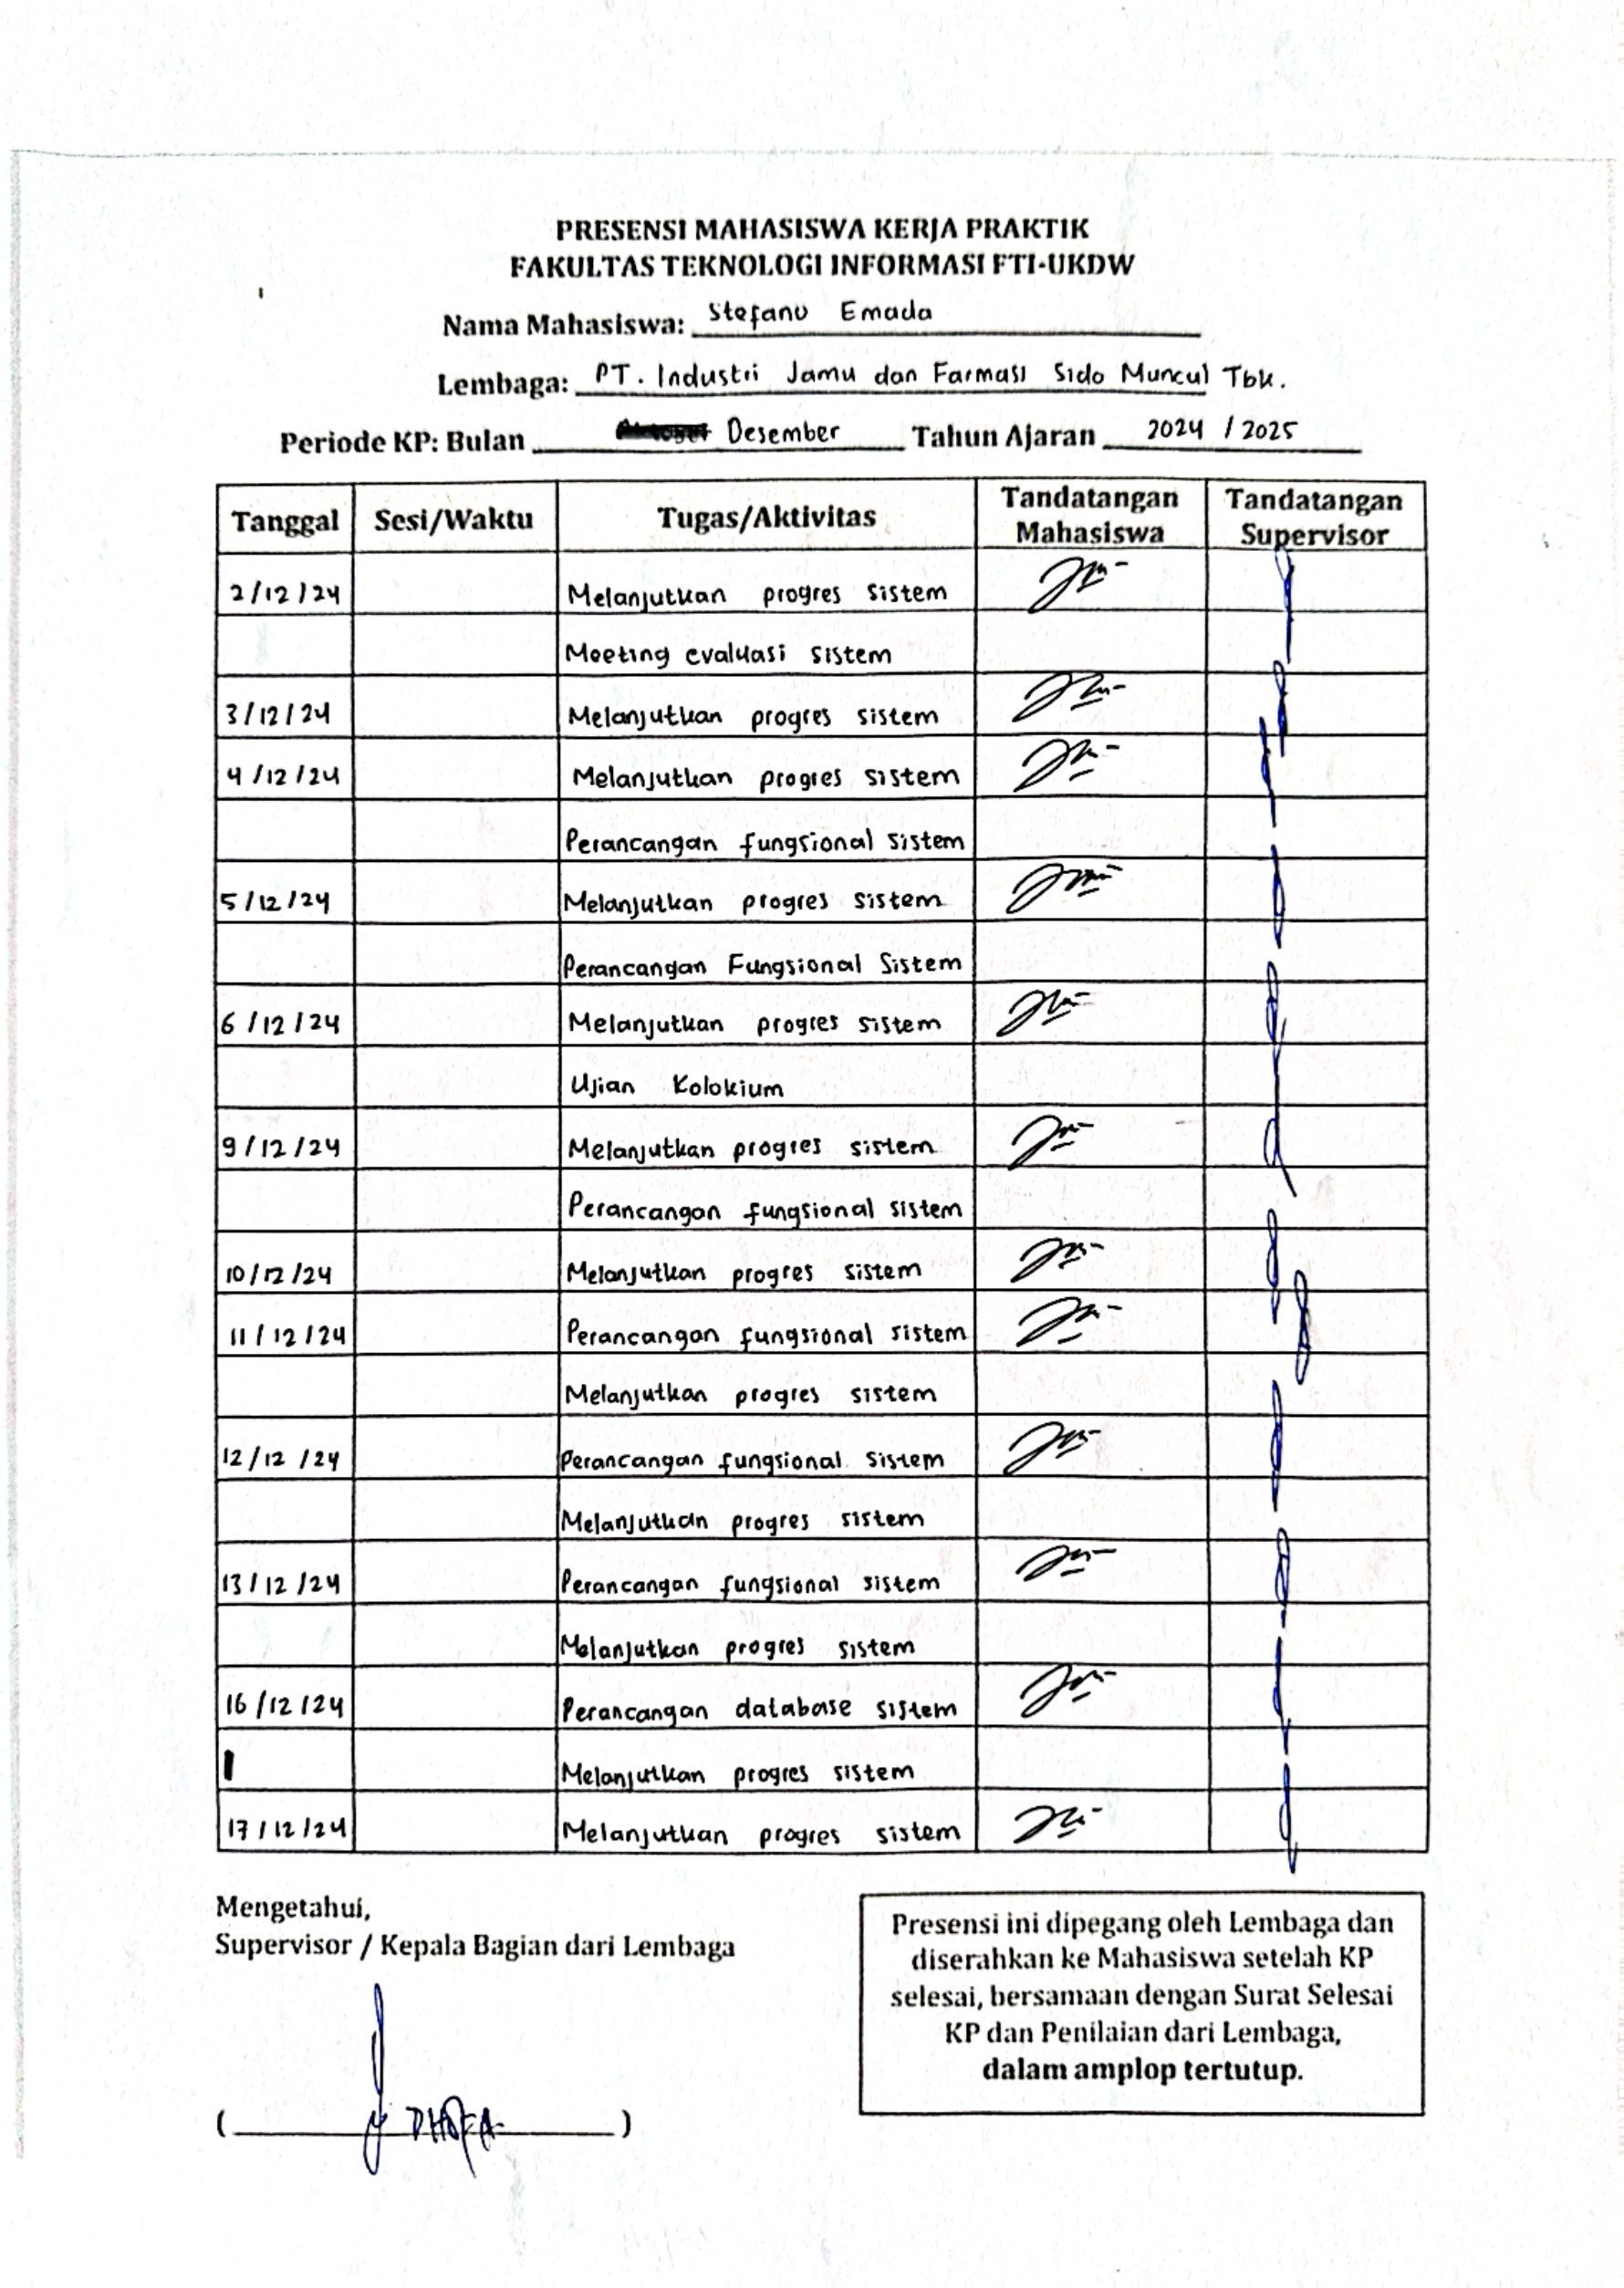 PRESENSI MAHASISWA KERJA PRAKTIK
FAKULTAS TEKNOLOGI INFORMASI FTI-UKDW
Nama Mahasiswa: Stefano Emada
Lembaga: PT. Industri Jamu dan Farmasi Sido Muncul Tbk.
Periode KP: Bulan Desember Tahun Ajaran 2024 / 2025
Tanggal Sesi/Waktu Tugas/Aktivitas Tandatangan Mahasiswa Tandatangan Supervisor
2/12/24 Melanjutkan progres sistem
Meeting evaluasi sistem
3/12/24 Melanjutkan progres sistem
4/12/24 Melanjutkan progres sistem
Perancangan fungsional sistem
5/12/24 Melanjutkan progres sistem
Perancangan Fungsional Sistem
6/12/24 Melanjutkan progres sistem
Ujian Kolokium
9/12/24 Melanjutkan progres sistem
Perancangan fungsional sistem
10/12/24 Melanjutkan progres sistem
11/12/24 Perancangan fungsional sistem
Melanjutkan progres sistem
12/12/24 Perancangan fungsional sistem
Melanjutkan progres sistem
13/12/24 Perancangan fungsional sistem
Melanjutkan progres sistem
16/12/24 Perancangan database sistem
Melanjutkan progres sistem
17/12/24 Melanjutkan progres sistem
Mengetahui,
Supervisor / Kepala Bagian dari Lembaga
Presensi ini dipegang oleh Lembaga dan
diserahkan ke Mahasiswa setelah KP
selesai, bersamaan dengan Surat Selesai
KP dan Penilaian dari Lembaga,
dalam amplop tertutup.